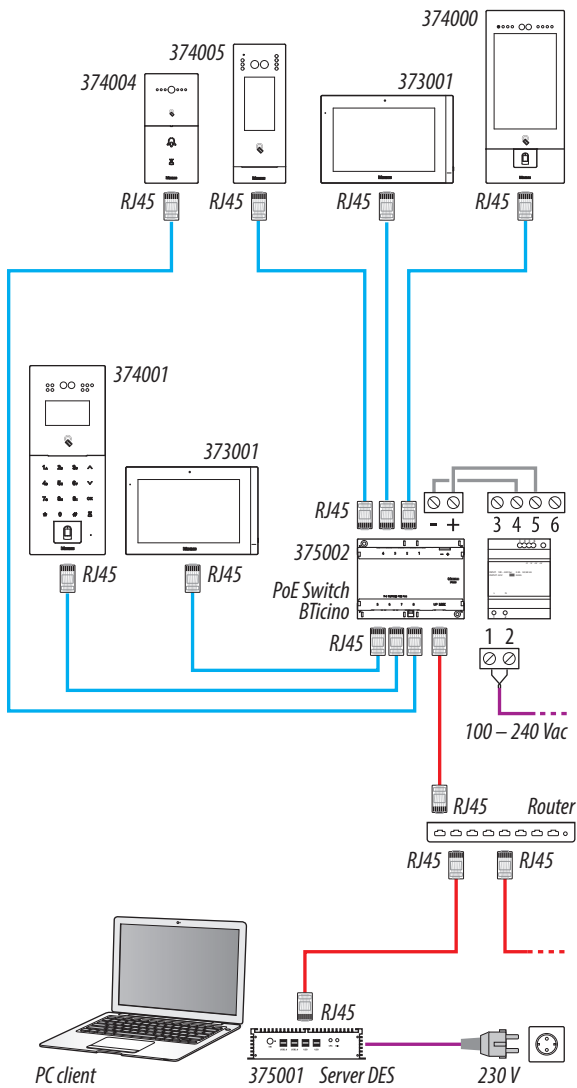 374000
374005
374004
373001
RJ45
RJ45
RJ45
RJ45
374001
373001
RJ45
- +
3 4 5 6
375002
PoE Switch
BTicino
RJ45
RJ45
RJ45
1 2
100 – 240 Vac
RJ45
Router
RJ45
RJ45
RJ45
PC client
375001
Server DES
230 V